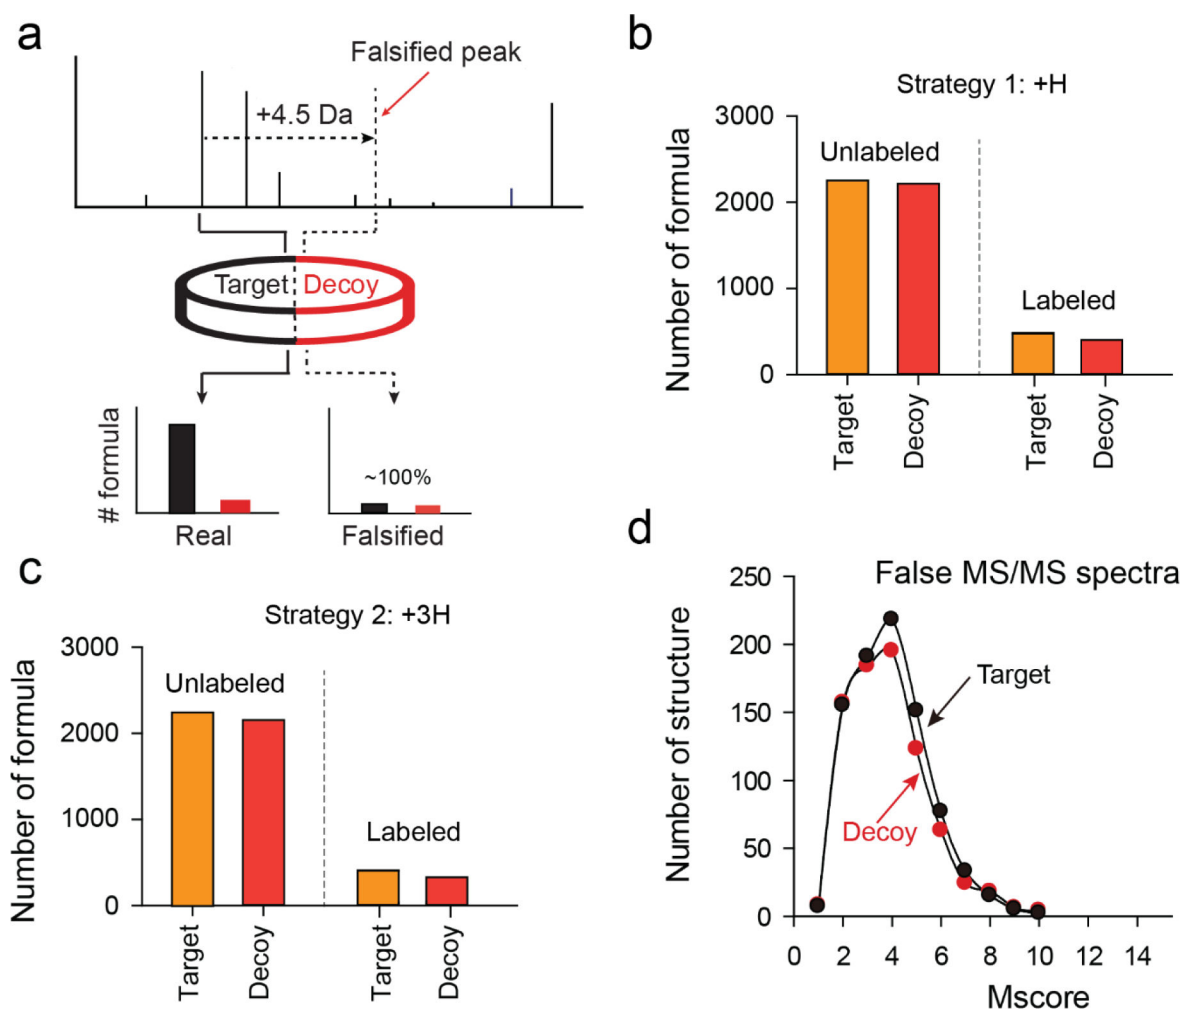 a
Falsified peak
+4.5 Da
Target
Decoy
# formula
~100%
Real
Falsified
b
Strategy 1: +H
Number of formula
3000
2000
1000
0
Unlabeled
Labeled
Target
Decoy
Target
Decoy
c
Strategy 2: +3H
Number of formula
3000
2000
1000
0
Unlabeled
Labeled
Target
Decoy
Target
Decoy
d
False MS/MS spectra
Number of structure
250
200
150
100
50
0
Target
Decoy
0 2 4 6 8 10 12 14
Mscore